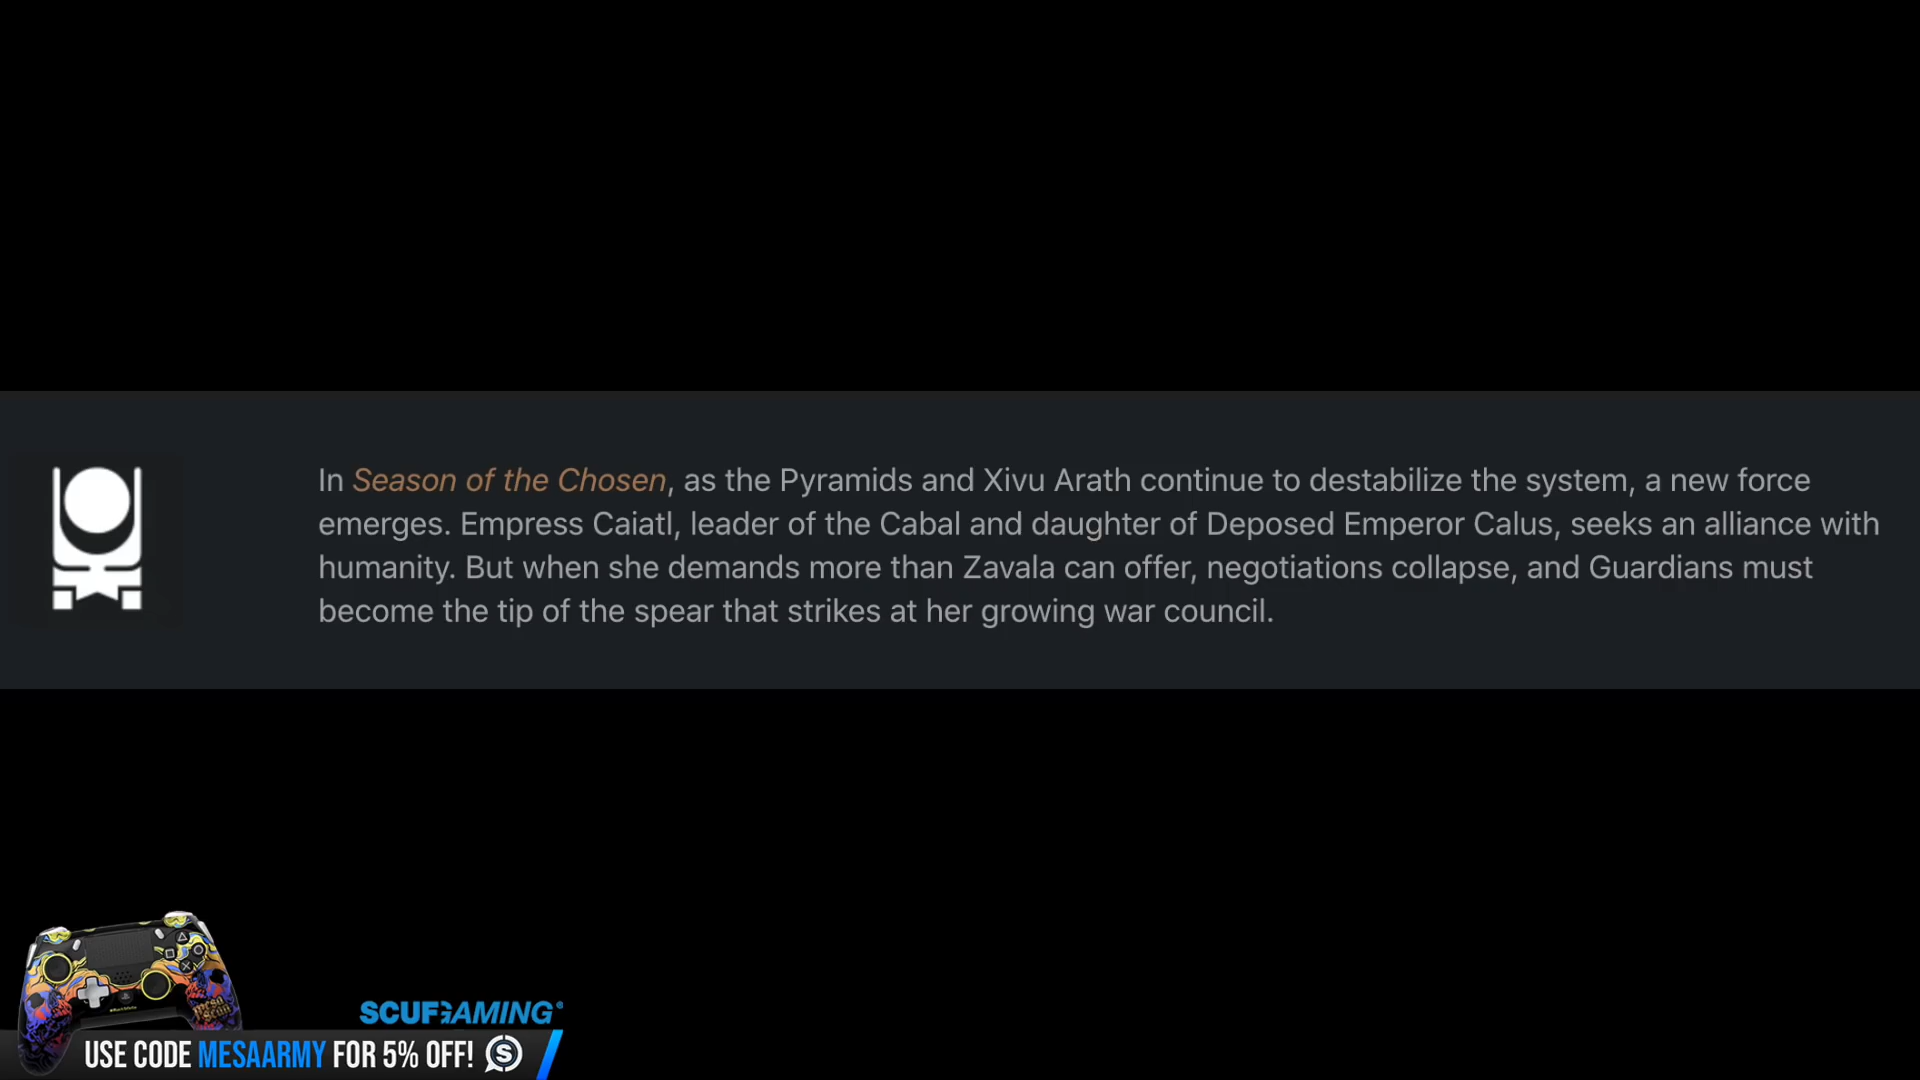 In Season of the Chosen, as the Pyramids and Xivu Arath continue to destabilize the system, a new force
emerges. Empress Caiatl, leader of the Cabal and daughter of Deposed Emperor Calus, seeks an alliance with
humanity. But when she demands more than Zavala can offer, negotiations collapse, and Guardians must
become the tip of the spear that strikes at her growing war council.
SCUFGAMING®
USE CODE MESAARMY FOR 5% OFF!